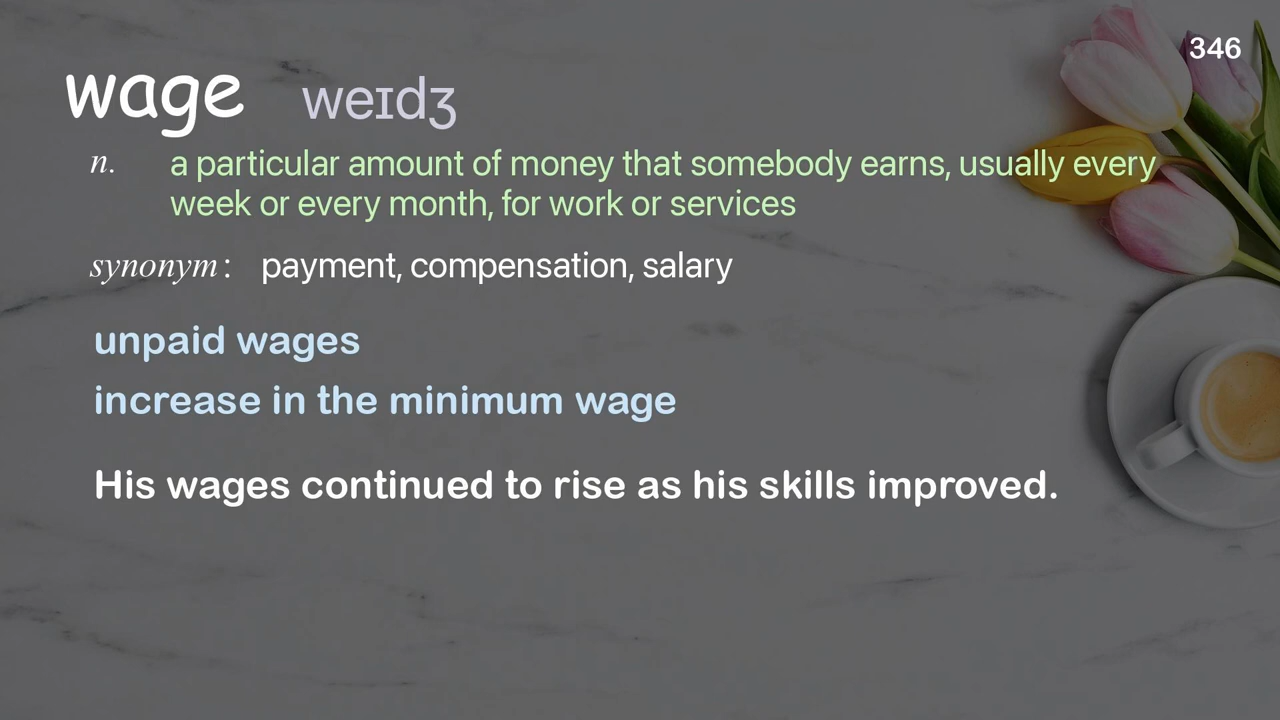 346
wage weɪdʒ
n. a particular amount of money that somebody earns, usually every
week or every month, for work or services
synonym: payment, compensation, salary
unpaid wages
increase in the minimum wage
His wages continued to rise as his skills improved.